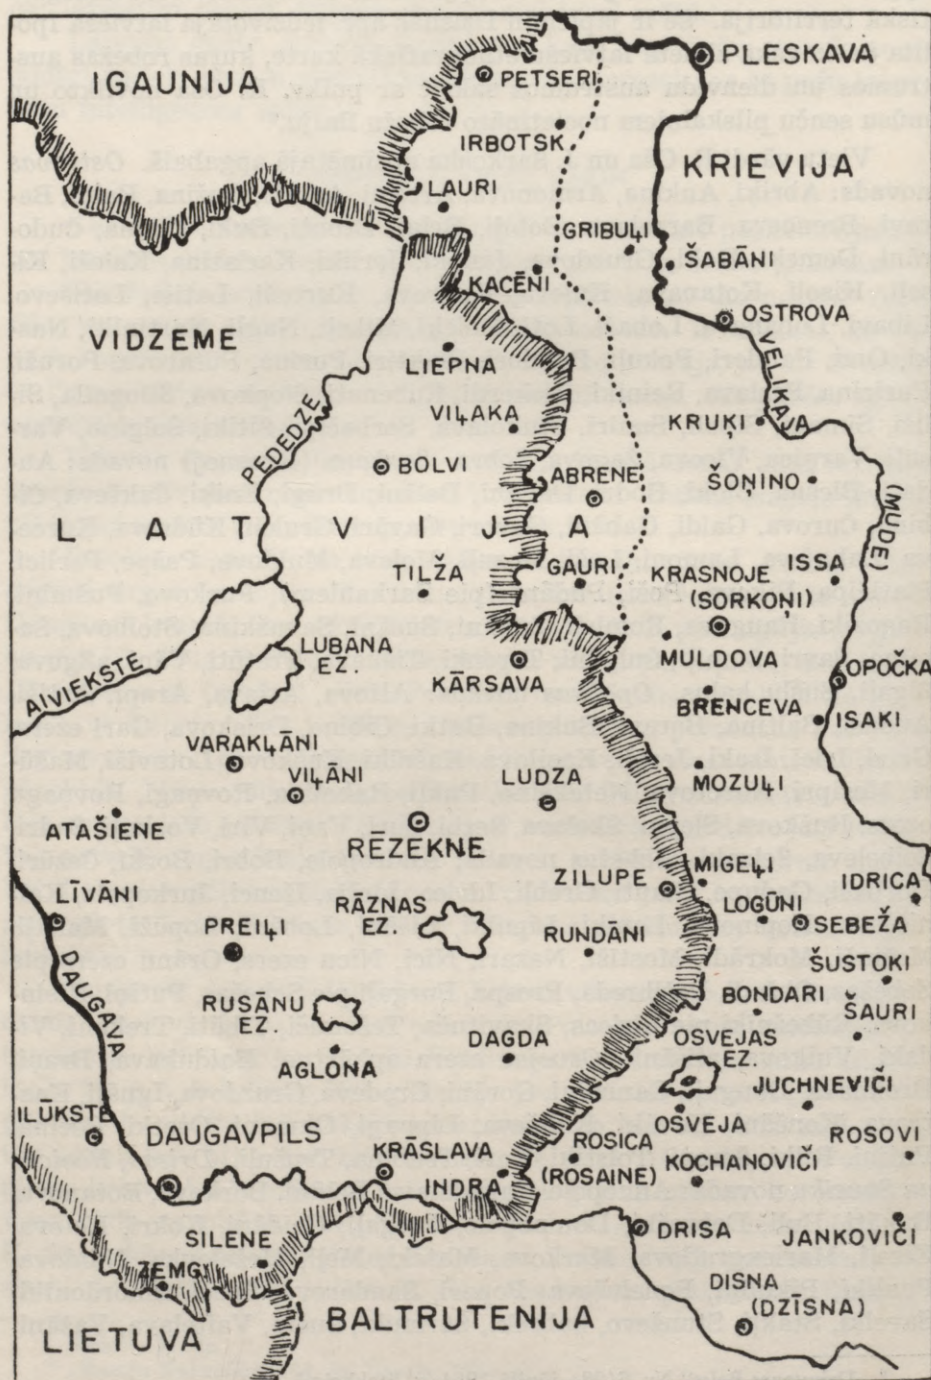 IGAUNIJA
PLESKAVA
PETSERI
IRBOTSK
KRIEVIJA
LAURI
GRIBUĻI
ŠABĀNI
KACĒNI
OSTROVA
VIDZEME
LIEPNA
VELIKAJA
VIĻAKA
KRUĶI
PEDEDZE
BOLVI
ABRENE
ŠOŅINO
(MŪDE)
L A T V I J A
TILŽA
GAURI
KRASNOJE
(SORKOŅI)
ISSA
LUBĀNA
EZ.
KĀRSAVA
MULDOVA
OPOČKA
AIVIEKSTE
BRENCEVA
ISAKI
VARAKĻĀNI
VIĻĀNI
LUDZA
MOZUĻI
ATAŠIENE
RĒZEKNE
ZILUPE
MIGEĻI
IDRICA
LĪVĀNI
PREIĻI
RĀZNAS
EZ.
RUNDĀNI
LOGŪNI
SEBEŽA
DAUGAVA
RUSĀNU
EZ.
ŠUSTOKI
BONDARI
ŠAURI
AGLONA
DAGDA
OSVEJAS
EZ.
JUCHNEVIČI
ILŪKSTE
OSVEJA
DAUGAVPILS
KRĀSLAVA
ROSICA
(ROSAINE)
KOCHANOVIČI
ROSOVI
INDRA
SILENE
DRISA
JANKOVIČI
ZEMG.
DISNA
(DZĪSNA)
LIETUVA
BALTRUTENIJA